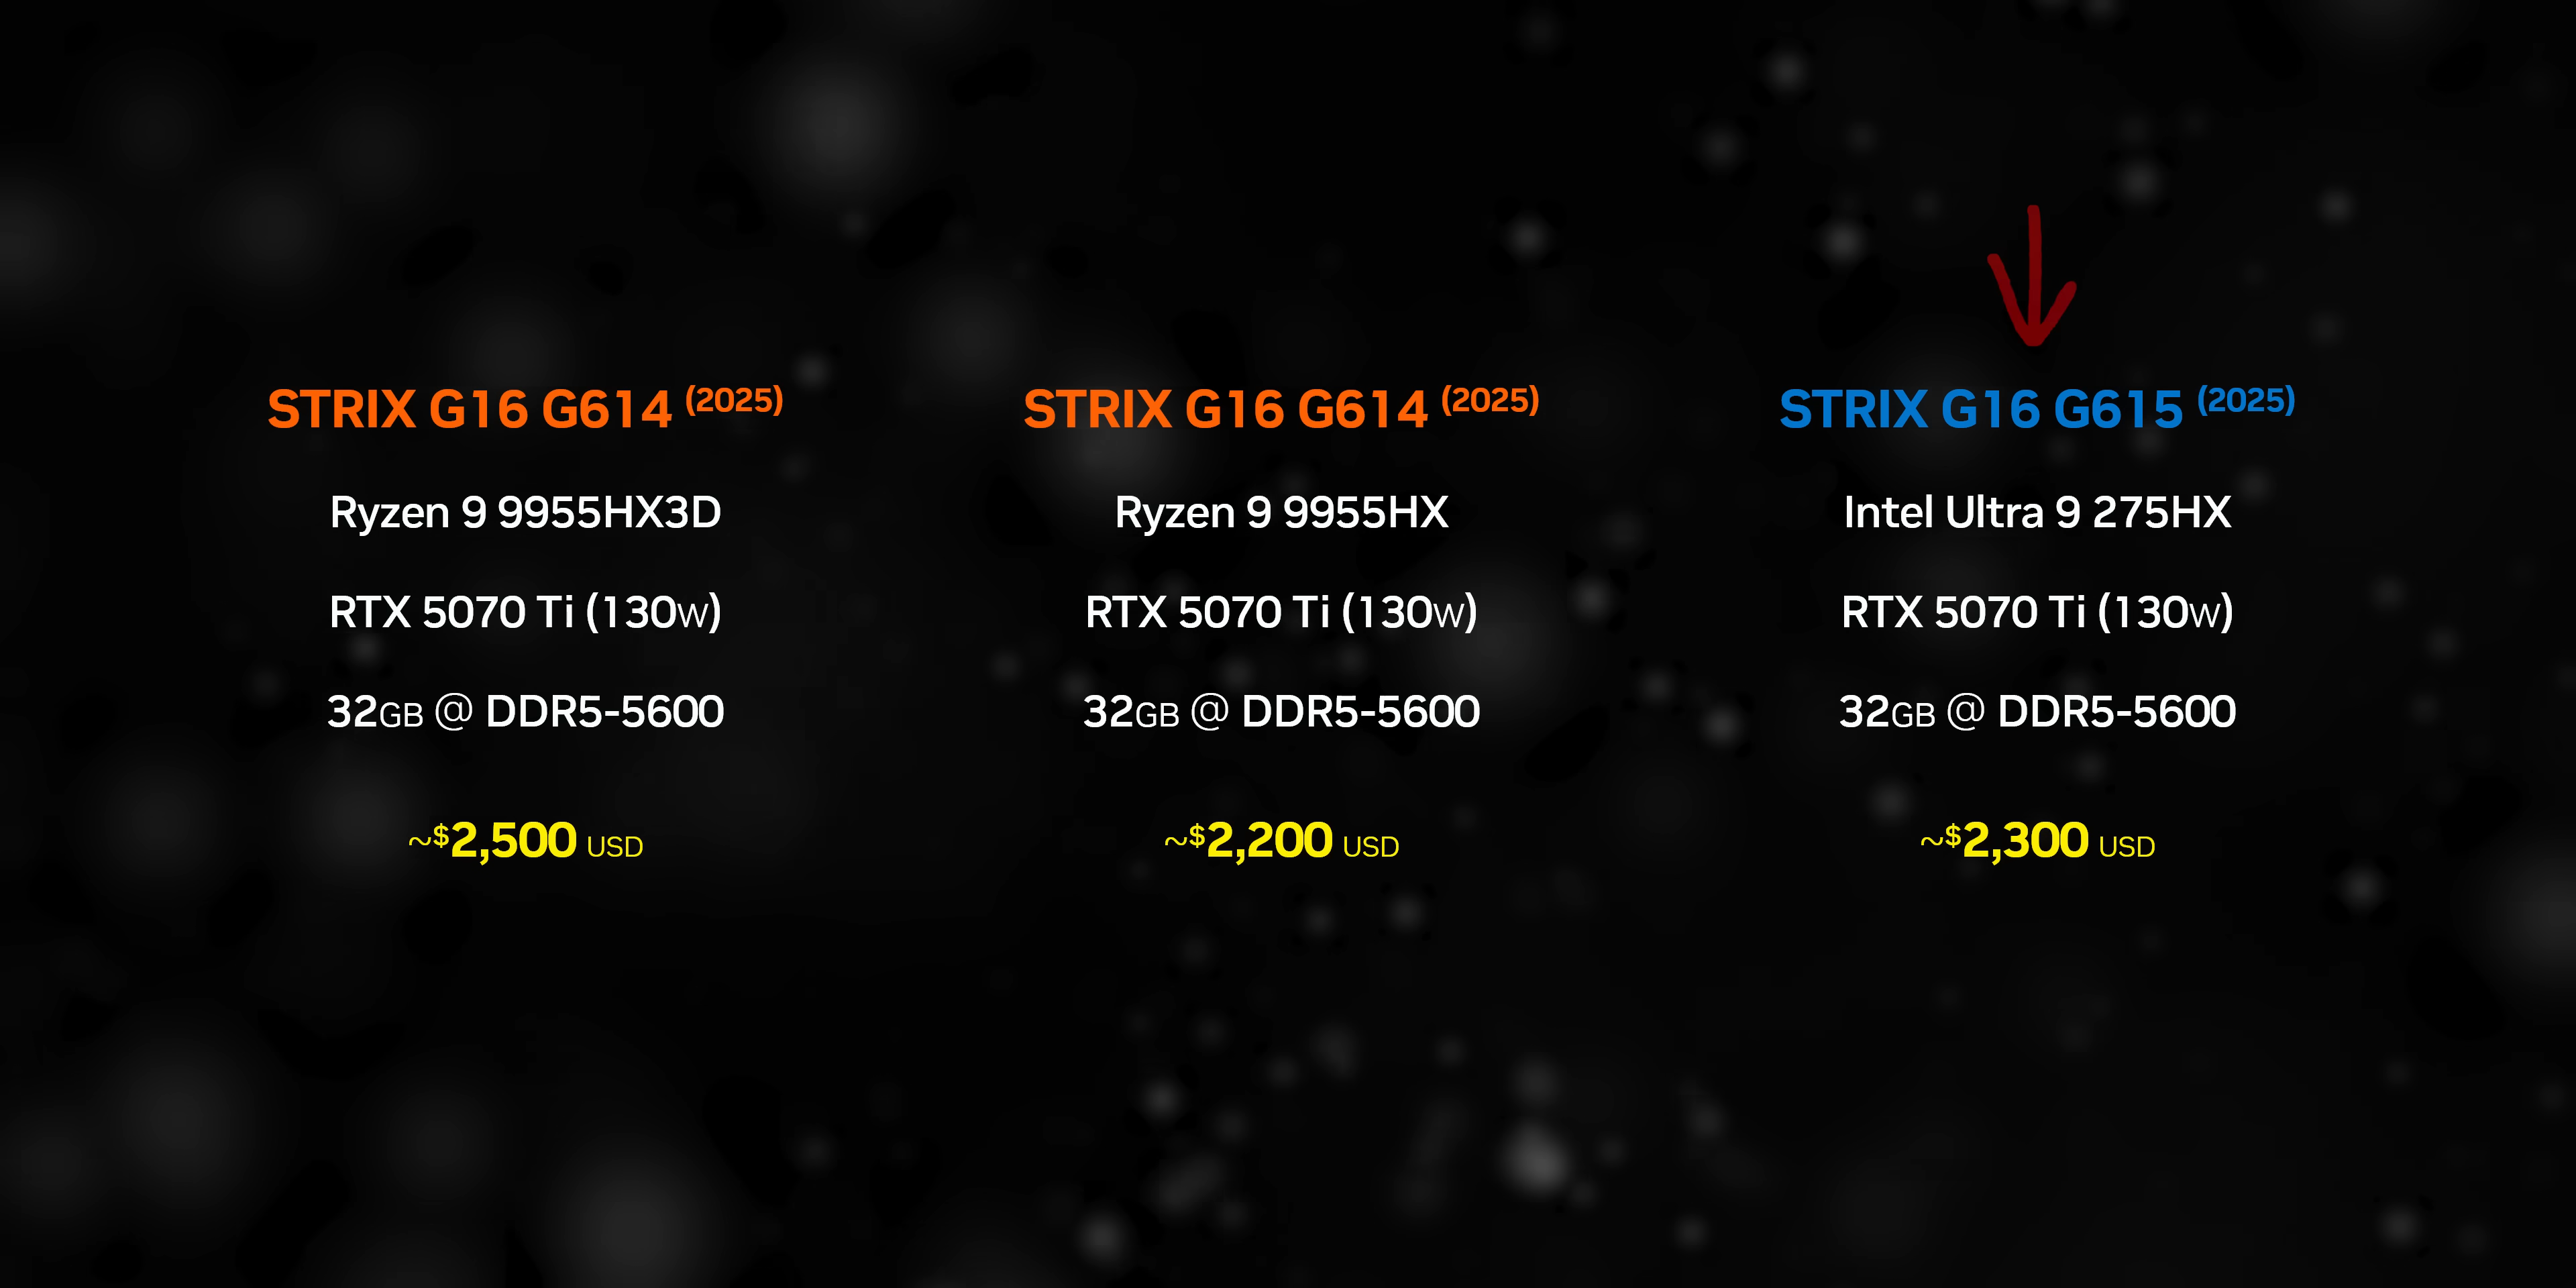 STRIX G16 G614 (2025)
Ryzen 9 9955HX3D
RTX 5070 Ti (130W)
32GB @ DDR5-5600
~$2,500 USD
STRIX G16 G614 (2025)
Ryzen 9 9955HX
RTX 5070 Ti (130W)
32GB @ DDR5-5600
~$2,200 USD
STRIX G16 G615 (2025)
Intel Ultra 9 275HX
RTX 5070 Ti (130W)
32GB @ DDR5-5600
~$2,300 USD